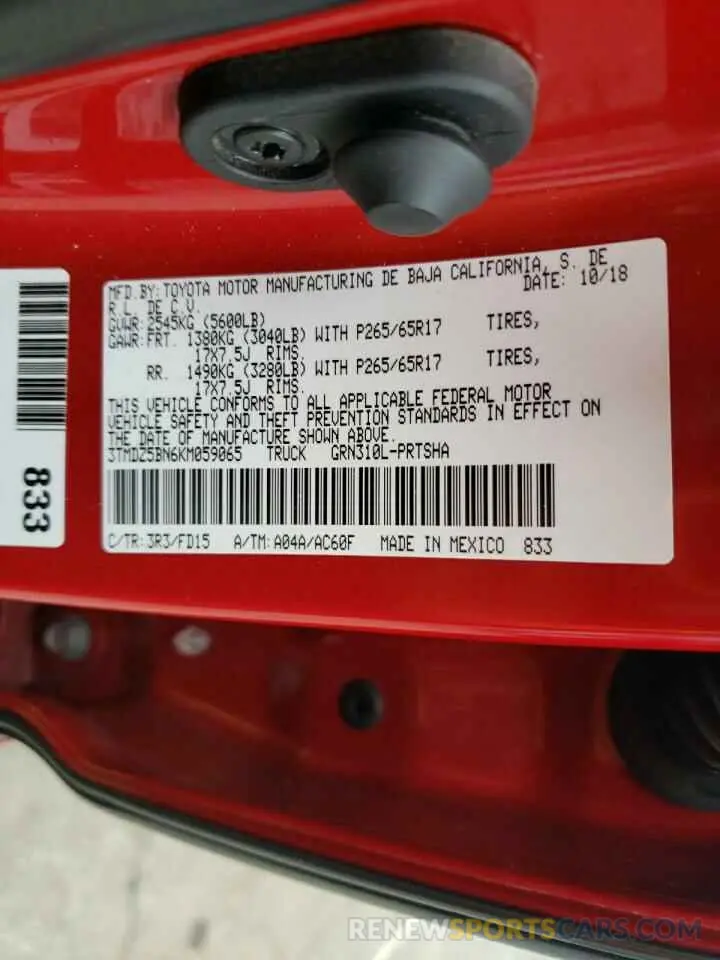 MFD.BY:TOYOTA MOTOR MANUFACTURING DE BAJA CALIFORNIA, S. DE
R.L. DE C.V. DATE: 10/18
GVWR:2545KG (5600LB)
GAWR:FRT. 1380KG (3040LB) WITH P265/65R17 TIRES,
17X7.5J RIMS.
RR. 1490KG (3280LB) WITH P265/65R17 TIRES,
17X7.5J RIMS.
THIS VEHICLE CONFORMS TO ALL APPLICABLE FEDERAL MOTOR
VEHICLE SAFETY AND THEFT PREVENTION STANDARDS IN EFFECT ON
THE DATE OF MANUFACTURE SHOWN ABOVE.
3TMDZ5BN6KM059065 TRUCK GRN310L-PRTSHA
C/TR:3R3/FD15 A/TM:A04A/AC60F MADE IN MEXICO 833
833
RENEWSPORTSCARS.COM